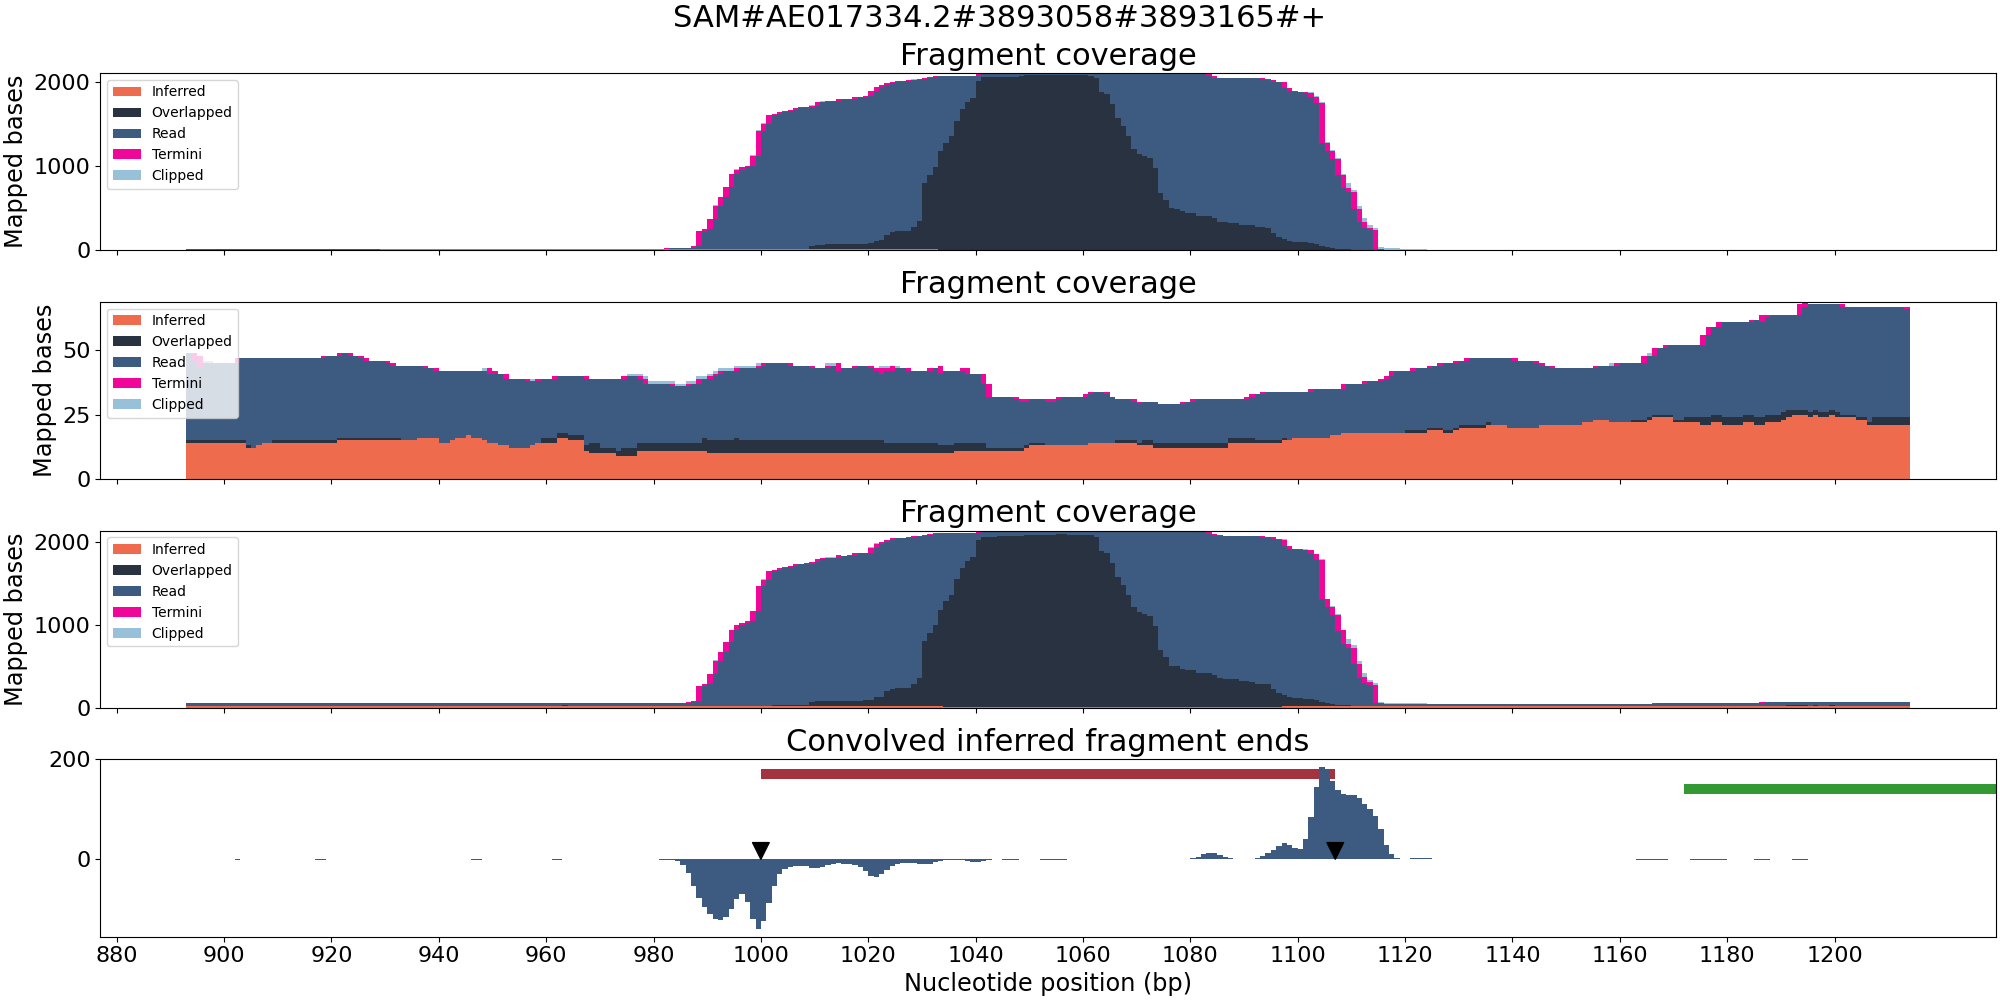 SAM#AE017334.2#3893058#3893165#+
Fragment coverage
Mapped bases
2000
1000
0
Inferred
Overlapped
Read
Termini
Clipped
Fragment coverage
Mapped bases
50
25
0
Inferred
Overlapped
Read
Termini
Clipped
Fragment coverage
Mapped bases
2000
1000
0
Inferred
Overlapped
Read
Termini
Clipped
Convolved inferred fragment ends
200
0
880 900 920 940 960 980 1000 1020 1040 1060 1080 1100 1120 1140 1160 1180 1200
Nucleotide position (bp)